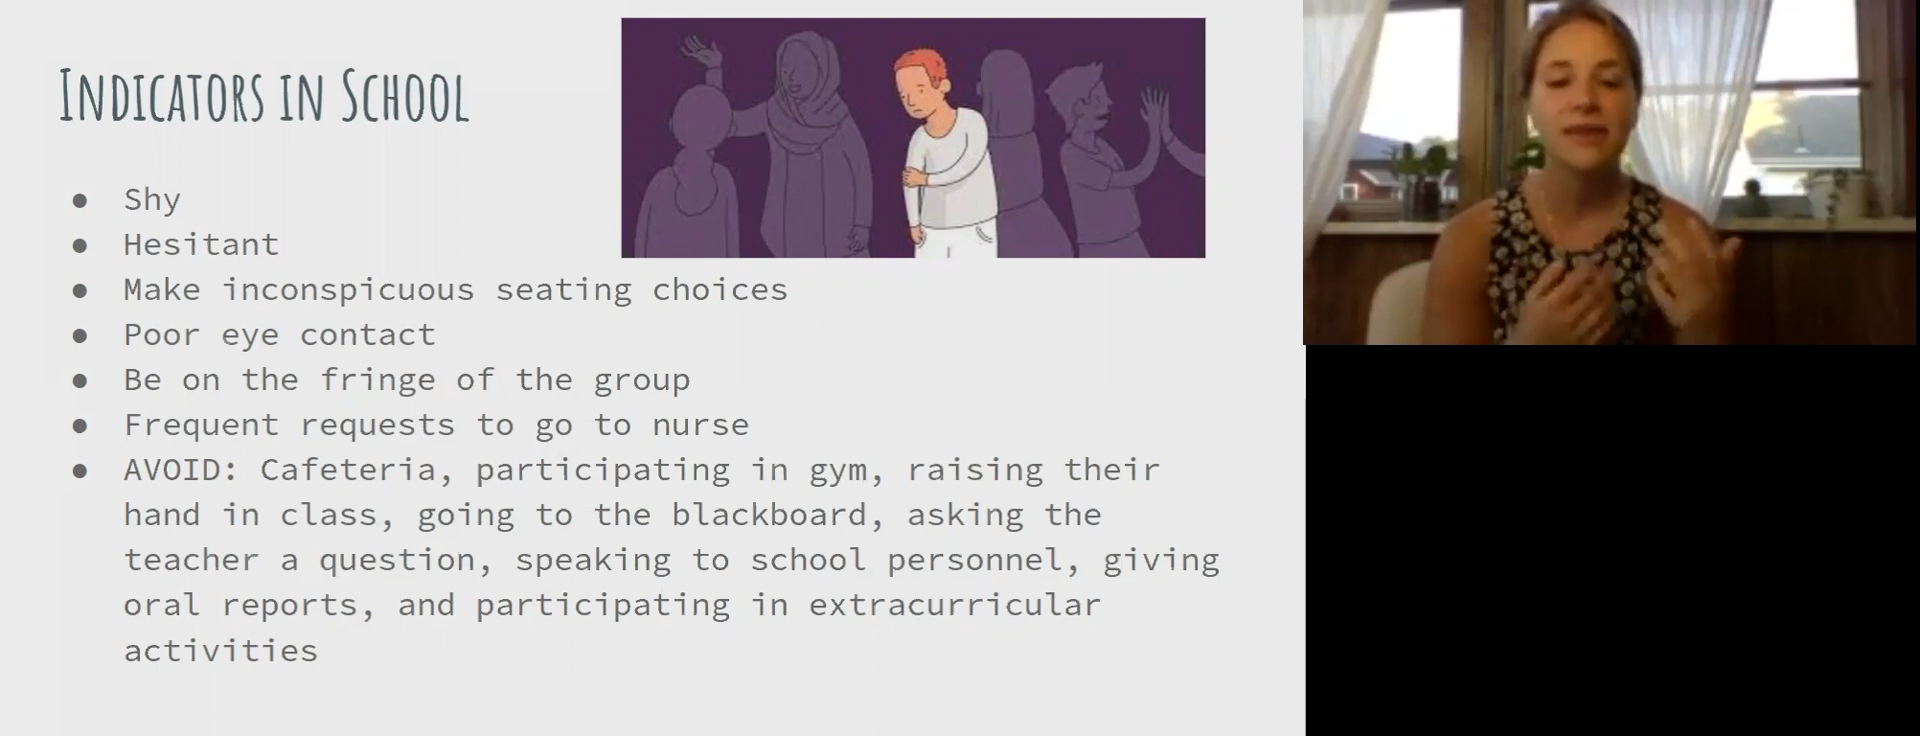 Indicators in School
● Shy
● Hesitant
● Make inconspicuous seating choices
● Poor eye contact
● Be on the fringe of the group
● Frequent requests to go to nurse
● AVOID: Cafeteria, participating in gym, raising their
hand in class, going to the blackboard, asking the
teacher a question, speaking to school personnel, giving
oral reports, and participating in extracurricular
activities